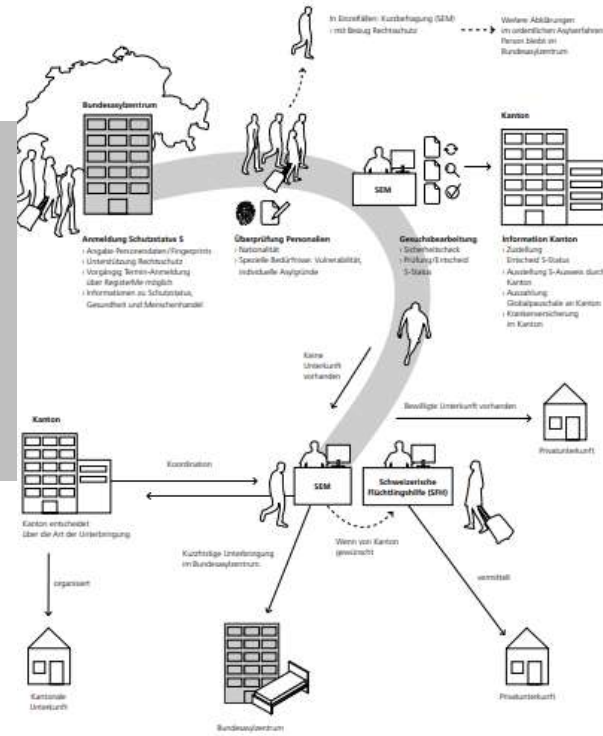 In Einzelfällen: Kurzbefragung (SEM)
› mit Bezug Rechtsschutz
Weitere Abklärungen
im ordentlichen Asylverfahren
Person bleibt im
Bundesasylzentrum
Bundesasylzentrum
Kanton
SEM
Anmeldung Schutzstatus S
› Angabe Personendaten/Fingerprints
› Unterstützung Rechtsschutz
› Vorgängig Termin-Anmeldung
über RegisterMe möglich
› Informationen zu Schutzstatus,
Gesundheit und Menschenhandel
Überprüfung Personalien
› Nationalität
› Spezielle Bedürfnisse: Vulnerabilität,
individuelle Asylgründe
Gesuchsbearbeitung
› Sicherheitscheck
› Prüfung/Entscheid
S-Status
Information Kanton
› Zustellung
Entscheid S-Status
› Ausstellung S-Ausweis durch
Kanton
› Auszahlung
Globalpauschale an Kanton
› Krankenversicherung
im Kanton
Keine
Unterkunft
vorhanden
Bewilligte Unterkunft vorhanden
Privatunterkunft
Kanton
Koordination
SEM
Schweizerische
Flüchtlingshilfe (SFH)
Kanton entscheidet
über die Art der Unterbringung
Wenn von Kanton
gewünscht
Kurzfristige Unterbringung
im Bundesasylzentrum
organisiert
vermittelt
Kantonale
Unterkunft
Bundesasylzentrum
Privatunterkunft